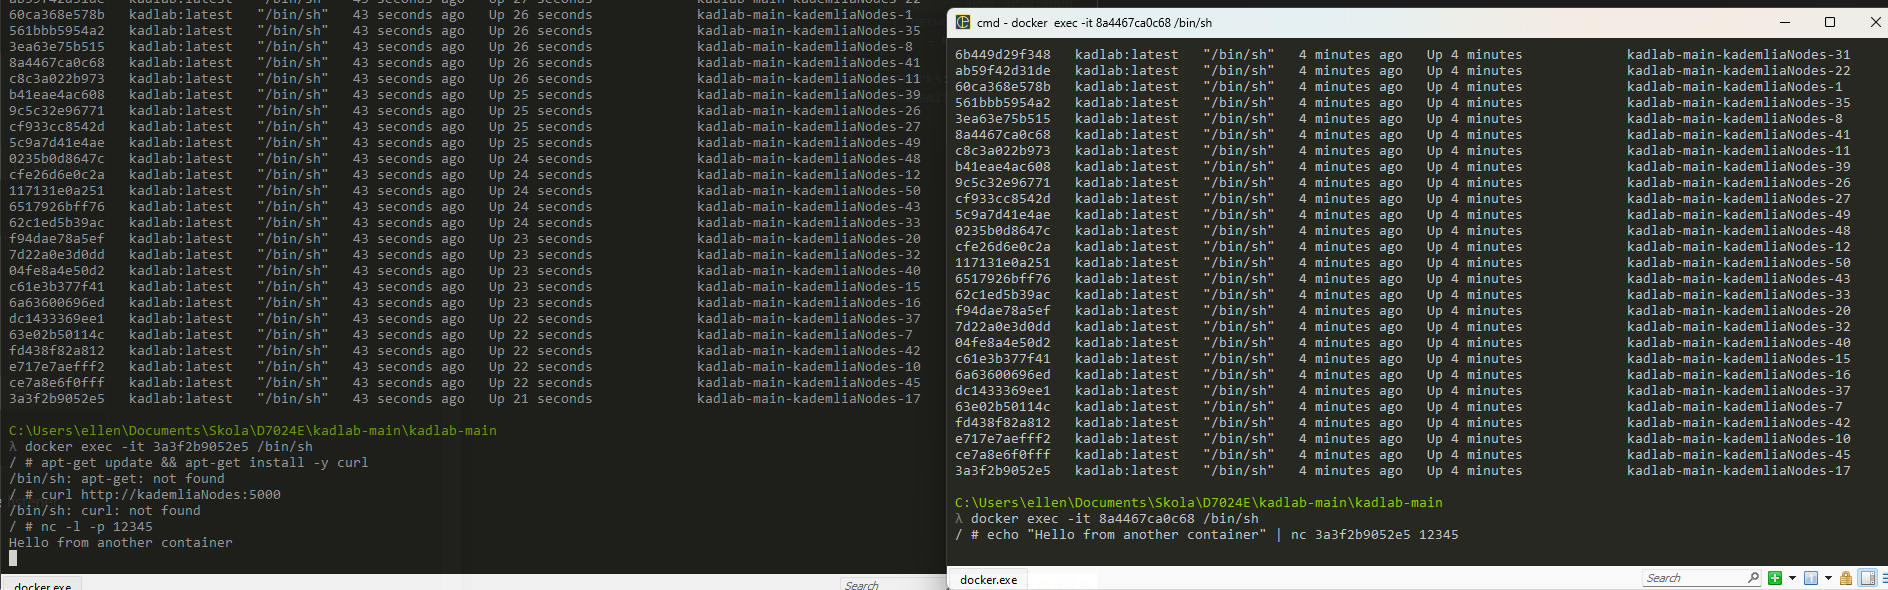 60ca368e578b   kadlab:latest   "/bin/sh"   43 seconds ago   Up 26 seconds             kadlab-main-kademliaNodes-1
561bbb5954a2   kadlab:latest   "/bin/sh"   43 seconds ago   Up 26 seconds             kadlab-main-kademliaNodes-35
3ea63e75b515   kadlab:latest   "/bin/sh"   43 seconds ago   Up 26 seconds             kadlab-main-kademliaNodes-8
8a4467ca0c68   kadlab:latest   "/bin/sh"   43 seconds ago   Up 26 seconds             kadlab-main-kademliaNodes-41
c8c3a022b973   kadlab:latest   "/bin/sh"   43 seconds ago   Up 26 seconds             kadlab-main-kademliaNodes-11
b41eae4ac608   kadlab:latest   "/bin/sh"   43 seconds ago   Up 25 seconds             kadlab-main-kademliaNodes-39
9c5c32e96771   kadlab:latest   "/bin/sh"   43 seconds ago   Up 25 seconds             kadlab-main-kademliaNodes-26
cf933cc8542d   kadlab:latest   "/bin/sh"   43 seconds ago   Up 25 seconds             kadlab-main-kademliaNodes-27
5c9a7d41e4ae   kadlab:latest   "/bin/sh"   43 seconds ago   Up 25 seconds             kadlab-main-kademliaNodes-49
0235b0d8647c   kadlab:latest   "/bin/sh"   43 seconds ago   Up 24 seconds             kadlab-main-kademliaNodes-48
cfe26d6e0c2a   kadlab:latest   "/bin/sh"   43 seconds ago   Up 24 seconds             kadlab-main-kademliaNodes-12
117131e0a251   kadlab:latest   "/bin/sh"   43 seconds ago   Up 24 seconds             kadlab-main-kademliaNodes-50
6517926bff76   kadlab:latest   "/bin/sh"   43 seconds ago   Up 24 seconds             kadlab-main-kademliaNodes-43
62c1ed5b39ac   kadlab:latest   "/bin/sh"   43 seconds ago   Up 24 seconds             kadlab-main-kademliaNodes-33
f94dae78a5ef   kadlab:latest   "/bin/sh"   43 seconds ago   Up 23 seconds             kadlab-main-kademliaNodes-20
7d22a0e3d0dd   kadlab:latest   "/bin/sh"   43 seconds ago   Up 23 seconds             kadlab-main-kademliaNodes-32
04fe8a4e50d2   kadlab:latest   "/bin/sh"   43 seconds ago   Up 23 seconds             kadlab-main-kademliaNodes-40
c61e3b377f41   kadlab:latest   "/bin/sh"   43 seconds ago   Up 23 seconds             kadlab-main-kademliaNodes-15
6a63600696ed   kadlab:latest   "/bin/sh"   43 seconds ago   Up 23 seconds             kadlab-main-kademliaNodes-16
dc1433369ee1   kadlab:latest   "/bin/sh"   43 seconds ago   Up 22 seconds             kadlab-main-kademliaNodes-37
63e02b50114c   kadlab:latest   "/bin/sh"   43 seconds ago   Up 22 seconds             kadlab-main-kademliaNodes-7
fd438f82a812   kadlab:latest   "/bin/sh"   43 seconds ago   Up 22 seconds             kadlab-main-kademliaNodes-42
e717e7aefff2   kadlab:latest   "/bin/sh"   43 seconds ago   Up 22 seconds             kadlab-main-kademliaNodes-10
ce7a8e6f0fff   kadlab:latest   "/bin/sh"   43 seconds ago   Up 22 seconds             kadlab-main-kademliaNodes-45
3a3f2b9052e5   kadlab:latest   "/bin/sh"   43 seconds ago   Up 21 seconds             kadlab-main-kademliaNodes-17
C:\Users\ellen\Documents\Skola\D7024E\kadlab-main\kadlab-main
λ docker exec -it 3a3f2b9052e5 /bin/sh
/ # apt-get update && apt-get install -y curl
/bin/sh: apt-get: not found
/ # curl http://kademliaNodes:5000
/bin/sh: curl: not found
/ # nc -l -p 12345
Hello from another container
docker.exe
Search
cmd - docker  exec -it 8a4467ca0c68 /bin/sh
6b449d29f348   kadlab:latest   "/bin/sh"   4 minutes ago   Up 4 minutes             kadlab-main-kademliaNodes-31
ab59f42d31de   kadlab:latest   "/bin/sh"   4 minutes ago   Up 4 minutes             kadlab-main-kademliaNodes-22
60ca368e578b   kadlab:latest   "/bin/sh"   4 minutes ago   Up 4 minutes             kadlab-main-kademliaNodes-1
561bbb5954a2   kadlab:latest   "/bin/sh"   4 minutes ago   Up 4 minutes             kadlab-main-kademliaNodes-35
3ea63e75b515   kadlab:latest   "/bin/sh"   4 minutes ago   Up 4 minutes             kadlab-main-kademliaNodes-8
8a4467ca0c68   kadlab:latest   "/bin/sh"   4 minutes ago   Up 4 minutes             kadlab-main-kademliaNodes-41
c8c3a022b973   kadlab:latest   "/bin/sh"   4 minutes ago   Up 4 minutes             kadlab-main-kademliaNodes-11
b41eae4ac608   kadlab:latest   "/bin/sh"   4 minutes ago   Up 4 minutes             kadlab-main-kademliaNodes-39
9c5c32e96771   kadlab:latest   "/bin/sh"   4 minutes ago   Up 4 minutes             kadlab-main-kademliaNodes-26
cf933cc8542d   kadlab:latest   "/bin/sh"   4 minutes ago   Up 4 minutes             kadlab-main-kademliaNodes-27
5c9a7d41e4ae   kadlab:latest   "/bin/sh"   4 minutes ago   Up 4 minutes             kadlab-main-kademliaNodes-49
0235b0d8647c   kadlab:latest   "/bin/sh"   4 minutes ago   Up 4 minutes             kadlab-main-kademliaNodes-48
cfe26d6e0c2a   kadlab:latest   "/bin/sh"   4 minutes ago   Up 4 minutes             kadlab-main-kademliaNodes-12
117131e0a251   kadlab:latest   "/bin/sh"   4 minutes ago   Up 4 minutes             kadlab-main-kademliaNodes-50
6517926bff76   kadlab:latest   "/bin/sh"   4 minutes ago   Up 4 minutes             kadlab-main-kademliaNodes-43
62c1ed5b39ac   kadlab:latest   "/bin/sh"   4 minutes ago   Up 4 minutes             kadlab-main-kademliaNodes-33
f94dae78a5ef   kadlab:latest   "/bin/sh"   4 minutes ago   Up 4 minutes             kadlab-main-kademliaNodes-20
7d22a0e3d0dd   kadlab:latest   "/bin/sh"   4 minutes ago   Up 4 minutes             kadlab-main-kademliaNodes-32
04fe8a4e50d2   kadlab:latest   "/bin/sh"   4 minutes ago   Up 4 minutes             kadlab-main-kademliaNodes-40
c61e3b377f41   kadlab:latest   "/bin/sh"   4 minutes ago   Up 4 minutes             kadlab-main-kademliaNodes-15
6a63600696ed   kadlab:latest   "/bin/sh"   4 minutes ago   Up 4 minutes             kadlab-main-kademliaNodes-16
dc1433369ee1   kadlab:latest   "/bin/sh"   4 minutes ago   Up 4 minutes             kadlab-main-kademliaNodes-37
63e02b50114c   kadlab:latest   "/bin/sh"   4 minutes ago   Up 4 minutes             kadlab-main-kademliaNodes-7
fd438f82a812   kadlab:latest   "/bin/sh"   4 minutes ago   Up 4 minutes             kadlab-main-kademliaNodes-42
e717e7aefff2   kadlab:latest   "/bin/sh"   4 minutes ago   Up 4 minutes             kadlab-main-kademliaNodes-10
ce7a8e6f0fff   kadlab:latest   "/bin/sh"   4 minutes ago   Up 4 minutes             kadlab-main-kademliaNodes-45
3a3f2b9052e5   kadlab:latest   "/bin/sh"   4 minutes ago   Up 4 minutes             kadlab-main-kademliaNodes-17
C:\Users\ellen\Documents\Skola\D7024E\kadlab-main\kadlab-main
λ docker exec -it 8a4467ca0c68 /bin/sh
/ # echo "Hello from another container" | nc 3a3f2b9052e5 12345
docker.exe
Search